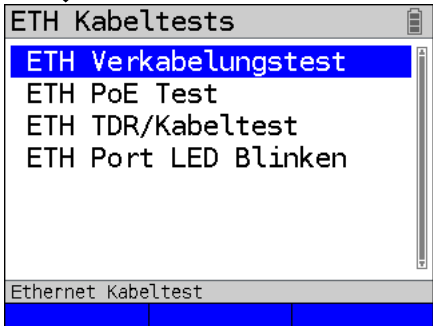 ETH Kabeltests
ETH Verkabelungstest
ETH PoE Test
ETH TDR/Kabeltest
ETH Port LED Blinken
Ethernet Kabeltest